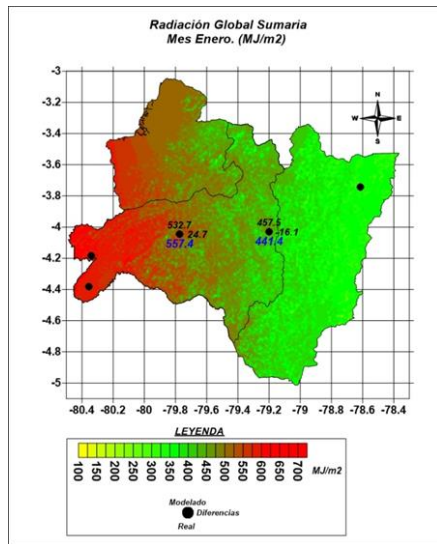 Radiación Global Sumaria
Mes Enero. (MJ/m2)
N
W E
S
-3
-3.2
-3.4
-3.6
-3.8
-4
-4.2
-4.4
-4.6
-4.8
-5
532.7
24.7
557.4
457.5
-16.1
441.4
-80.4 -80.2 -80 -79.8 -79.6 -79.4 -79.2 -79 -78.8 -78.6 -78.4
LEYENDA
100 150 200 250 300 350 400 450 500 550 600 650 700
MJ/m2
Modelado
Diferencias
Real